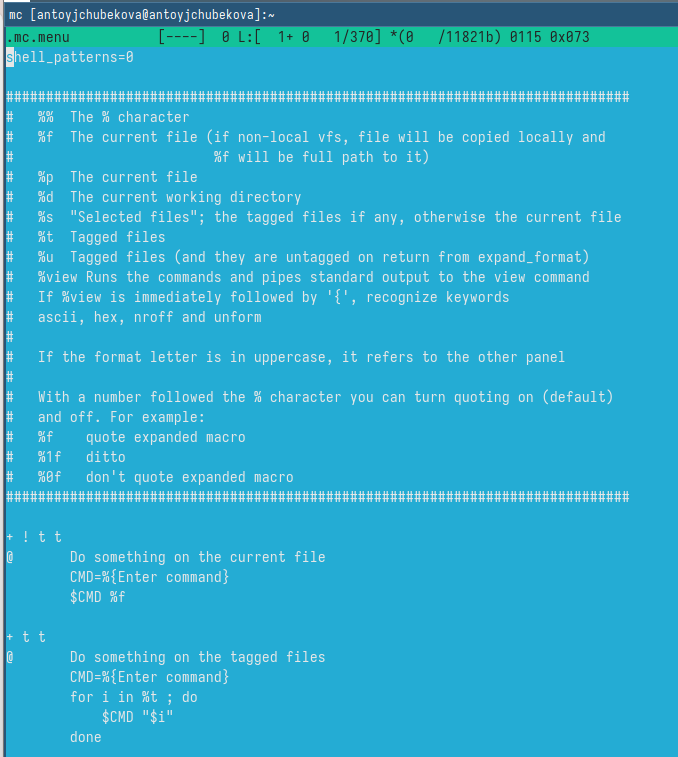 mc [antoyjchubekova@antoyjchubekova]:~
.mc.menu           [----]  0 L:[  1+ 0   1/370] *(0   /11821b) 0115 0x073
shell_patterns=0
##############################################################################
#   %%  The % character
#   %f  The current file (if non-local vfs, file will be copied locally and
#                         %f will be full path to it)
#   %p  The current file
#   %d  The current working directory
#   %s  "Selected files"; the tagged files if any, otherwise the current file
#   %t  Tagged files
#   %u  Tagged files (and they are untagged on return from expand_format)
#   %view Runs the commands and pipes standard output to the view command
#   If %view is immediately followed by '{', recognize keywords
#   ascii, hex, nroff and unform
#
#   If the format letter is in uppercase, it refers to the other panel
#
#   With a number followed the % character you can turn quoting on (default)
#   and off. For example:
#   %f    quote expanded macro
#   %1f   ditto
#   %0f   don't quote expanded macro
##############################################################################
+ ! t t
@       Do something on the current file
        CMD=%{Enter command}
        $CMD %f
+ t t
@       Do something on the tagged files
        CMD=%{Enter command}
        for i in %t ; do
            $CMD "$i"
        done